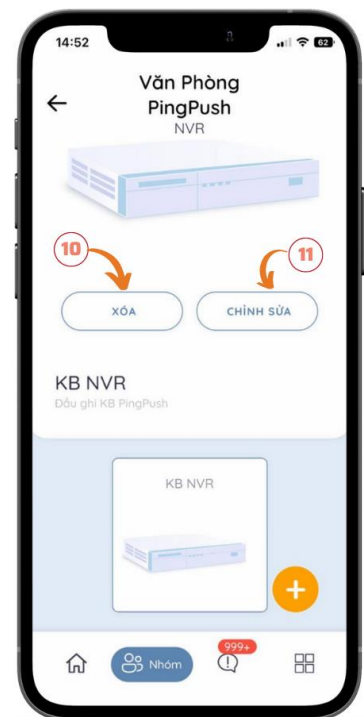 14:52
62
Văn Phòng
PingPush
NVR
10
11
XÓA
CHỈNH SỬA
KB NVR
Đầu ghi KB PingPush
KB NVR
+
Nhóm
999+